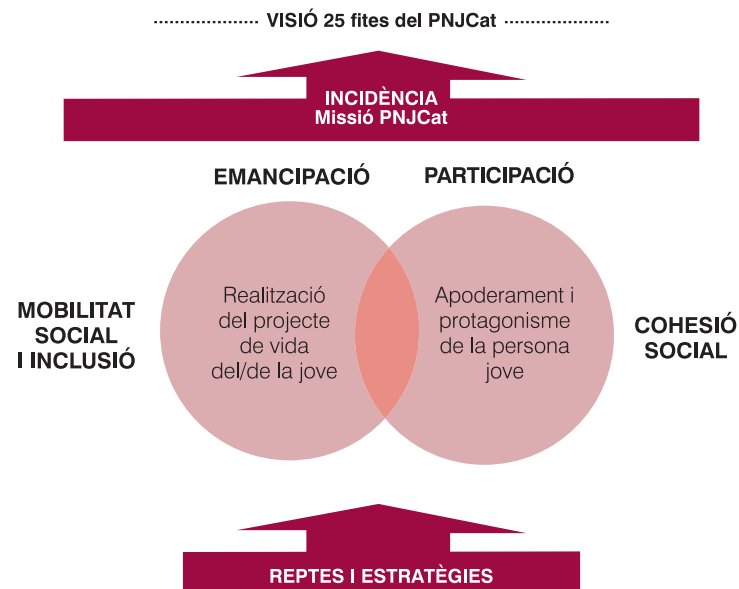 VISIÓ 25 fites del PNJCat
INCIDÈNCIA
Missió PNJCat
EMANCIPACIÓ
PARTICIPACIÓ
MOBILITAT
SOCIAL
I INCLUSIÓ
Realització
del projecte
de vida
del/de la jove
Apoderament i
protagonisme
de la persona
jove
COHESIÓ
SOCIAL
REPTES I ESTRATÈGIES